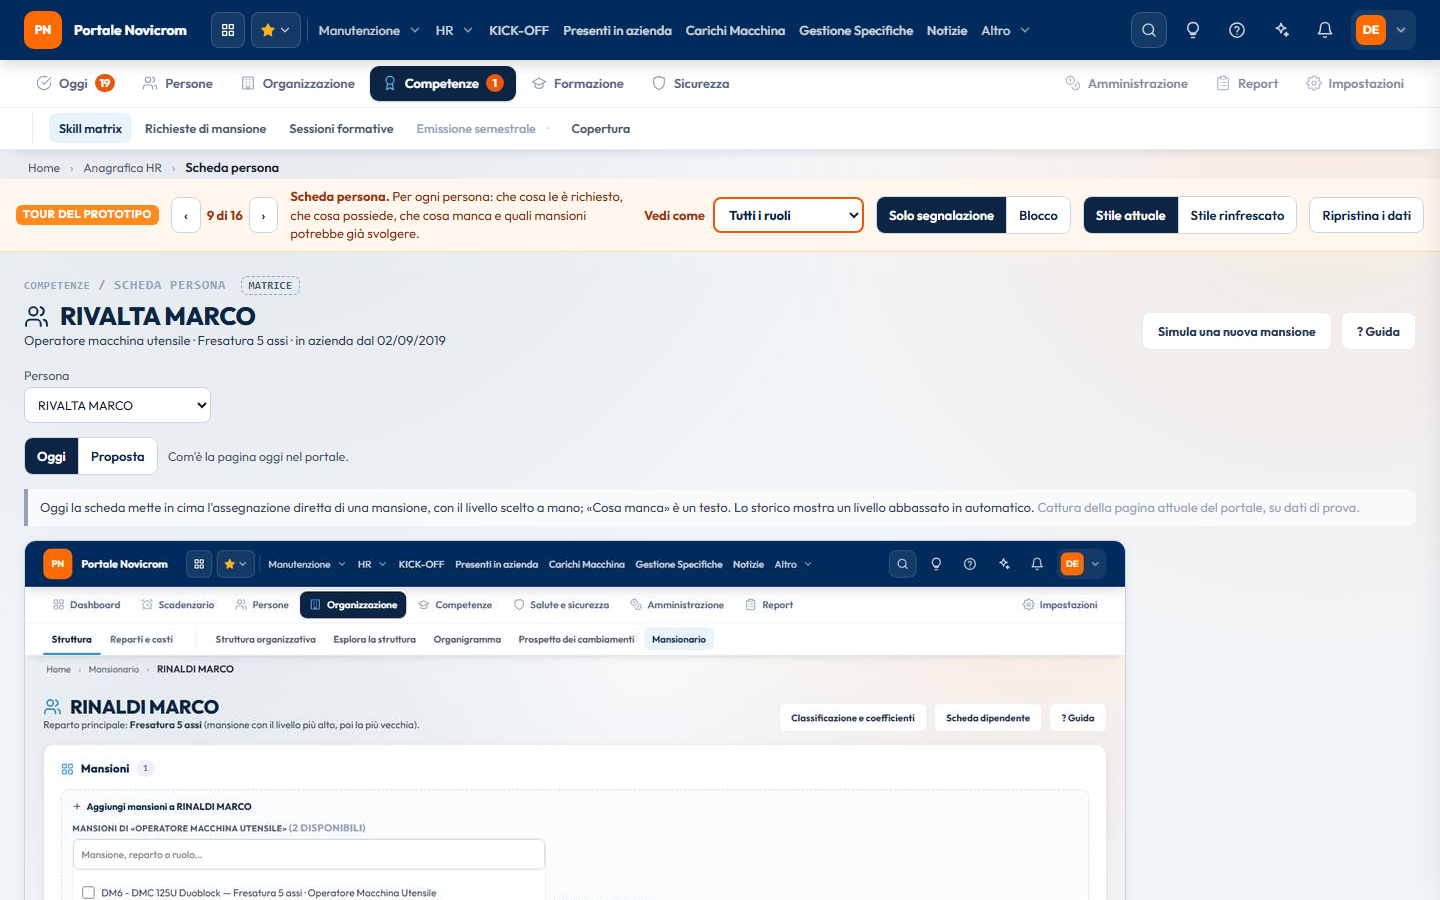 PN Portale Novicrom Manutenzione HR KICK-OFF Presenti in azienda Carichi Macchina Gestione Specifiche Notizie Altro DE
Oggi 19 Persone Organizzazione Competenze 1 Formazione Sicurezza Amministrazione Report Impostazioni
Skill matrix Richieste di mansione Sessioni formative Emissione semestrale · Copertura
Home › Anagrafica HR › Scheda persona
TOUR DEL PROTOTIPO ‹ 9 di 16 › Scheda persona. Per ogni persona: che cosa le è richiesto,
che cosa possiede, che cosa manca e quali mansioni
potrebbe già svolgere.
Vedi come Tutti i ruoli Solo segnalazione Blocco Stile attuale Stile rinfrescato Ripristina i dati
COMPETENZE / SCHEDA PERSONA MATRICE
RIVALTA MARCO
Operatore macchina utensile · Fresatura 5 assi · in azienda dal 02/09/2019
Simula una nuova mansione ? Guida
Persona
RIVALTA MARCO
Oggi Proposta Com'è la pagina oggi nel portale.
Oggi la scheda mette in cima l'assegnazione diretta di una mansione, con il livello scelto a mano; «Cosa manca» è un testo. Lo storico mostra un livello abbassato in automatico. Cattura della pagina attuale del portale, su dati di prova.
PN Portale Novicrom Manutenzione HR KICK-OFF Presenti in azienda Carichi Macchina Gestione Specifiche Notizie Altro DE
Dashboard Scadenzario Persone Organizzazione Competenze Salute e sicurezza Amministrazione Report Impostazioni
Struttura Reparti e costi Struttura organizzativa Esplora la struttura Organigramma Prospetto dei cambiamenti Mansionario
Home › Mansionario › RINALDI MARCO
RINALDI MARCO
Reparto principale: Fresatura 5 assi (mansione con il livello più alto, poi la più vecchia).
Classificazione e coefficienti Scheda dipendente ? Guida
Mansioni 1
+ Aggiungi mansioni a RINALDI MARCO
MANSIONI DI «OPERATORE MACCHINA UTENSILE» (2 DISPONIBILI)
Mansione, reparto o ruolo...
DM6 - DMC 125U Duoblock — Fresatura 5 assi · Operatore Macchina Utensile